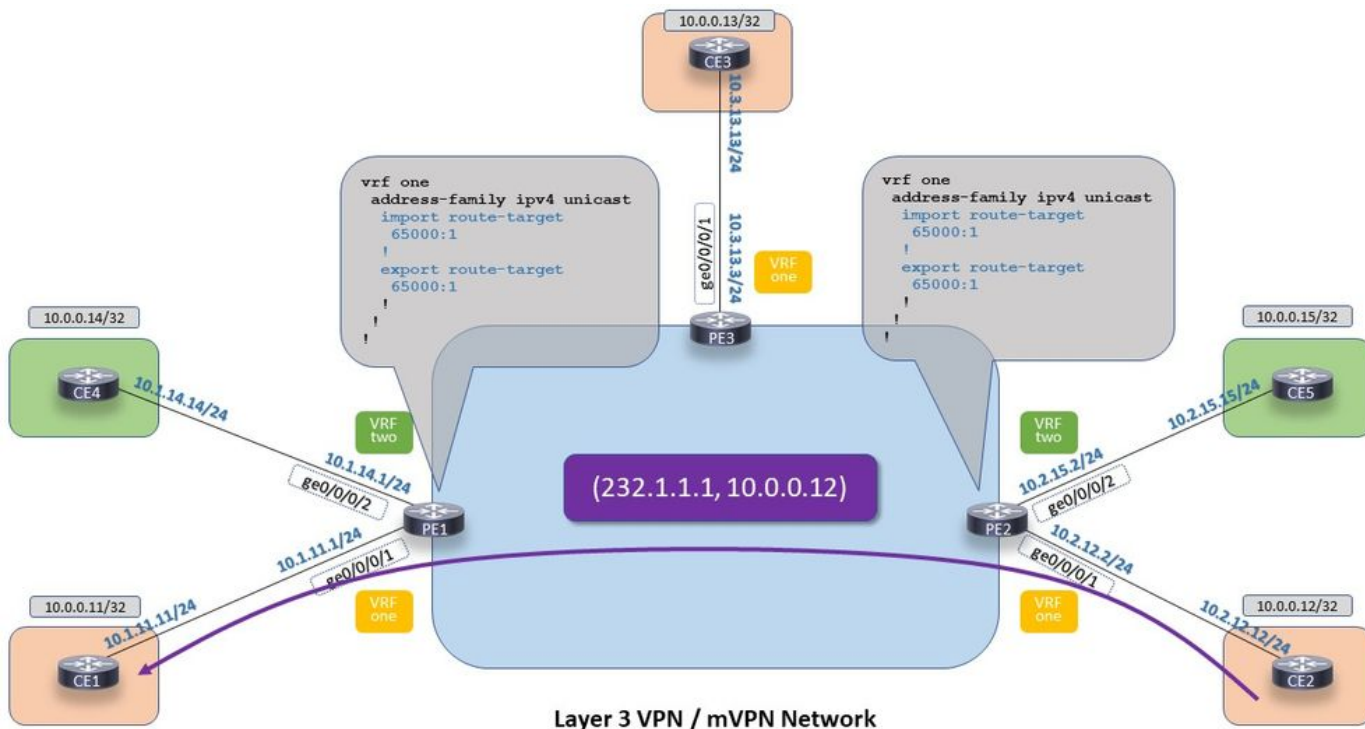 10.0.0.13/32
CE3
10.3.13.13/24
vrf one
address-family ipv4 unicast
import route-target
65000:1
!
export route-target
65000:1
!
!
!
ge0/0/0/1
10.3.13.3/24
VRF
one
PE3
vrf one
address-family ipv4 unicast
import route-target
65000:1
!
export route-target
65000:1
!
!
!
10.0.0.14/32
CE4
10.1.14.14/24
VRF
two
10.1.14.1/24
ge0/0/0/2
PE1
10.1.11.1/24
ge0/0/0/1
VRF
one
10.0.0.11/32
10.1.11.11/24
CE1
(232.1.1.1, 10.0.0.12)
10.0.0.15/32
CE5
10.2.15.15/24
VRF
two
10.2.15.2/24
ge0/0/0/2
PE2
10.2.12.2/24
ge0/0/0/1
VRF
one
10.0.0.12/32
10.2.12.12/24
CE2
Layer 3 VPN / mVPN Network